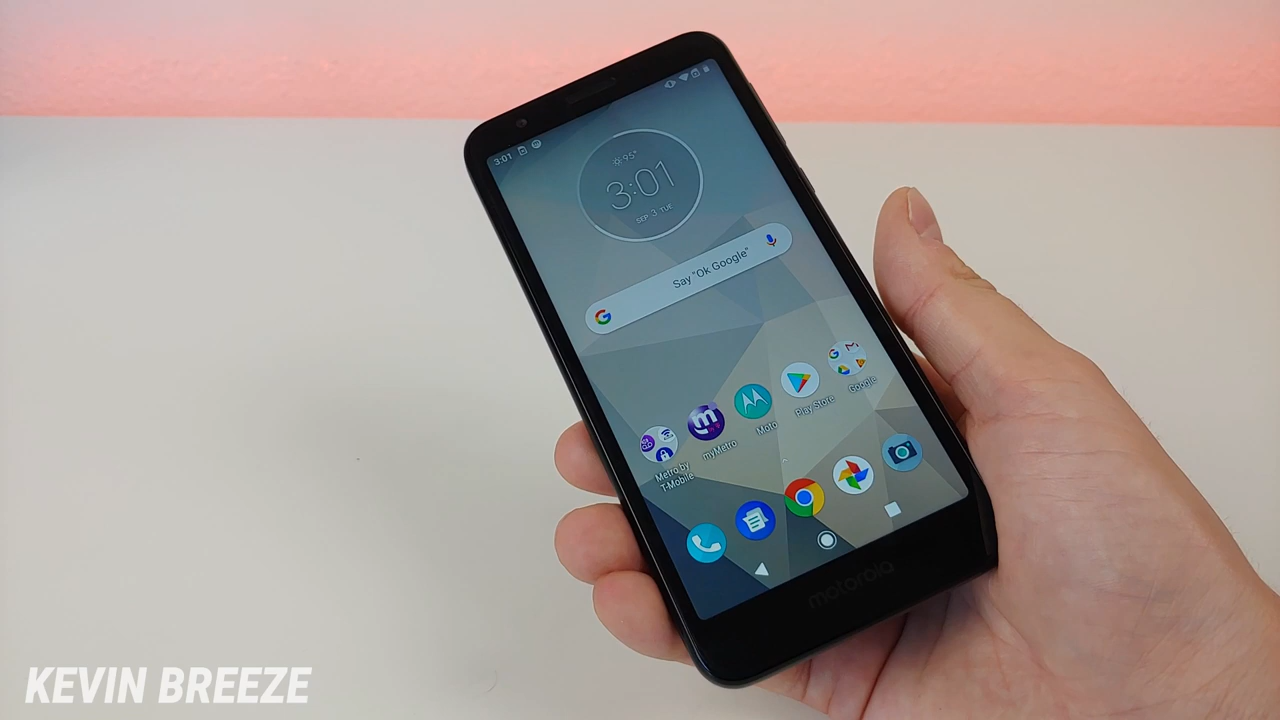 3:01
95°
3:01
SEP 3 TUE
Say "Ok Google"
Metro by
T-Mobile
myMetro
Moto
Play Store
Google
motorola
KEVIN BREEZE